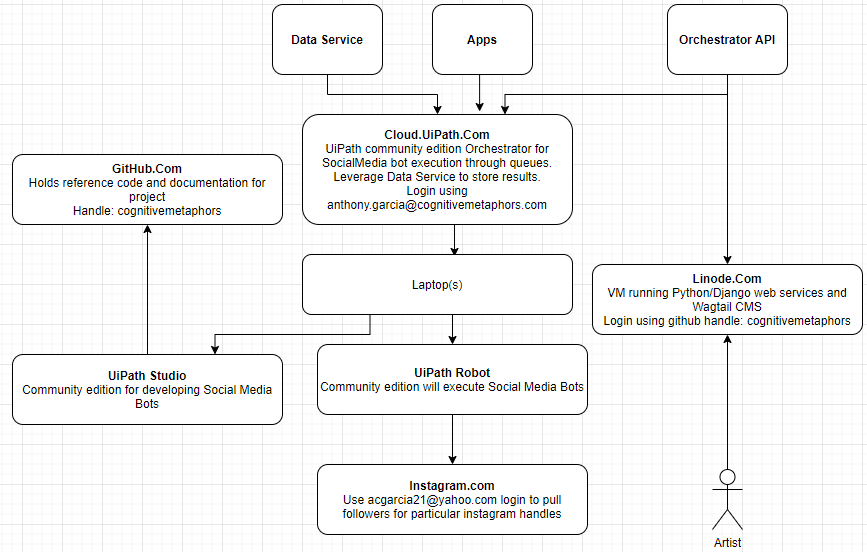 Data Service
Apps
Orchestrator API
Cloud.UiPath.Com
UiPath community edition Orchestrator for
SocialMedia bot execution through queues.
Leverage Data Service to store results.
Login using
anthony.garcia@cognitivemetaphors.com
GitHub.Com
Holds reference code and documentation for
project
Handle: cognitivemetaphors
Laptop(s)
Linode.Com
VM running Python/Django web services and
Wagtail CMS
Login using github handle: cognitivemetaphors
UiPath Studio
Community edition for developing Social Media
Bots
UiPath Robot
Community edition will execute Social Media Bots
Instagram.com
Use acgarcia21@yahoo.com login to pull
followers for particular instagram handles
Artist